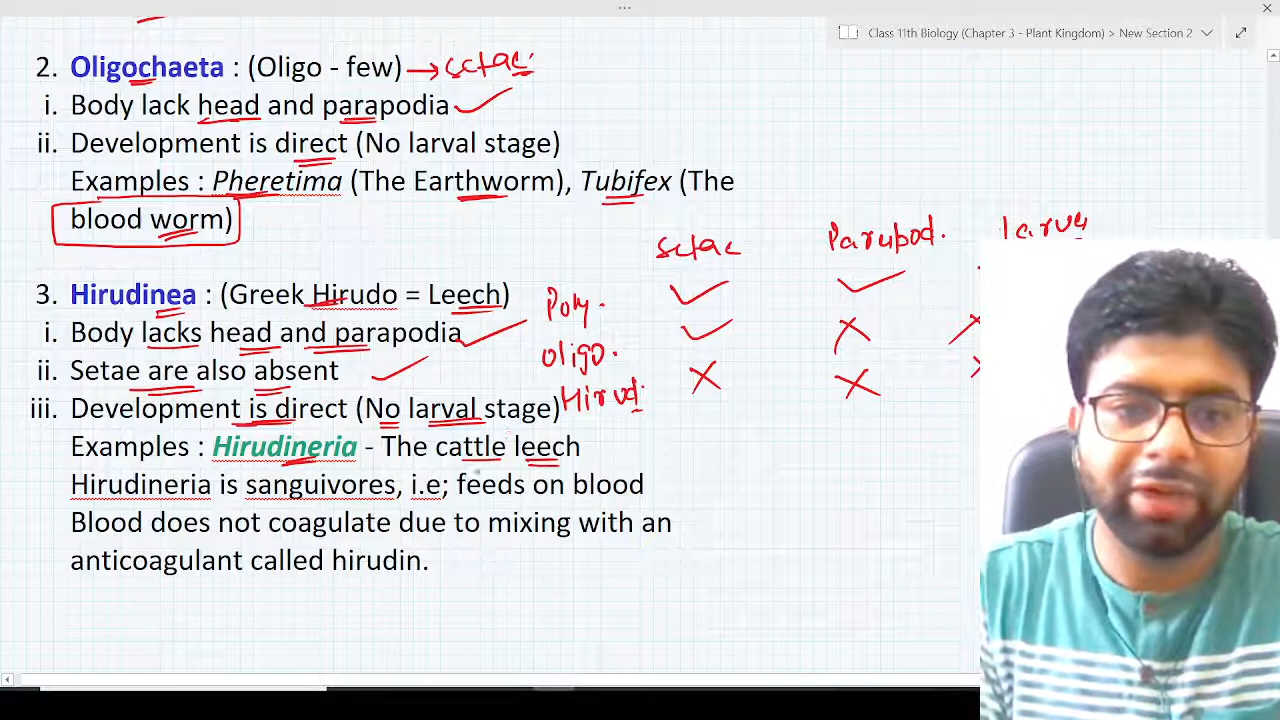 Class 11th Biology (Chapter 3 - Plant Kingdom) > New Section 2
2. Oligochaeta : (Oligo - few) → setae
i. Body lack head and parapodia
ii. Development is direct (No larval stage)
Examples : Pheretima (The Earthworm), Tubifex (The
blood worm)
setae Parapod. larva
3. Hirudinea : (Greek Hirudo = Leech)
Poly.
i. Body lacks head and parapodia
oligo.
ii. Setae are also absent
Hirud
iii. Development is direct (No larval stage)
Examples : Hirudineria - The cattle leech
Hirudineria is sanguivores, i.e; feeds on blood
Blood does not coagulate due to mixing with an
anticoagulant called hirudin.